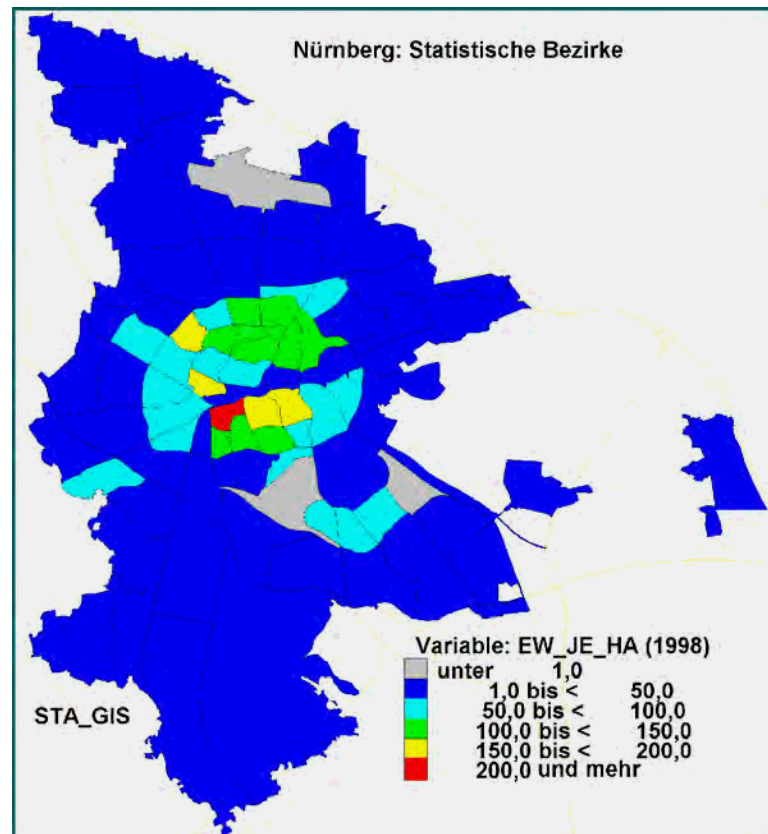 Nürnberg: Statistische Bezirke
Variable: EW_JE_HA (1998)
unter 1,0
1,0 bis < 50,0
50,0 bis < 100,0
100,0 bis < 150,0
150,0 bis < 200,0
200,0 und mehr
STA_GIS